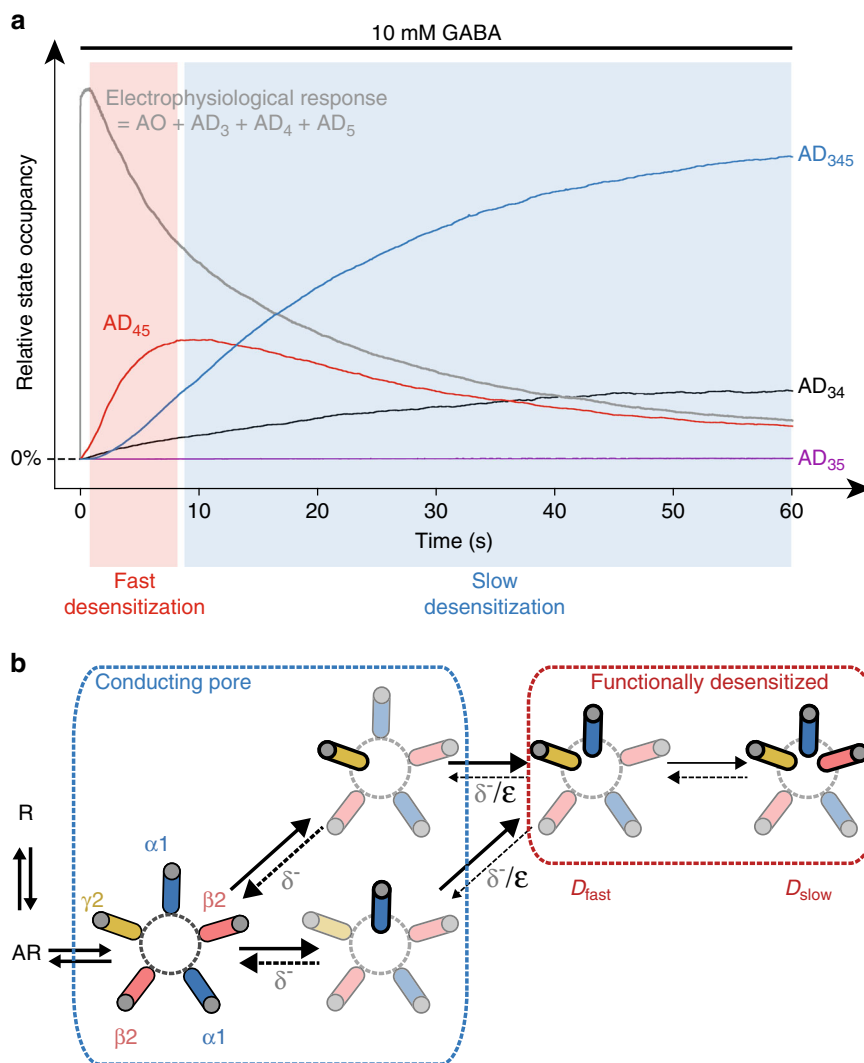 a
10 mM GABA
Electrophysiological response
= AO + AD₃ + AD₄ + AD₅
AD₃₄₅
AD₄₅
AD₃₄
AD₃₅
Relative state occupancy
0%
0 10 20 30 40 50 60
Time (s)
Fast
desensitization
Slow
desensitization
b
Conducting pore
Functionally desensitized
R
AR
α1
γ2
β2
β2
α1
δ⁻
δ⁻
δ⁻/ε
δ⁻/ε
D_fast
D_slow